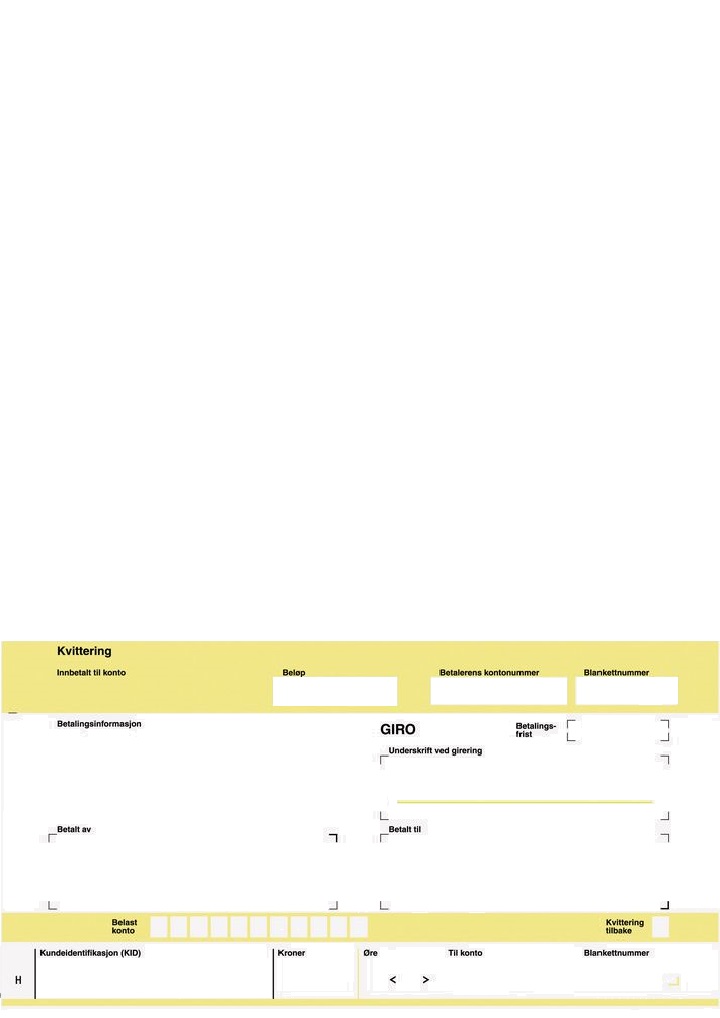 Kvittering
Innbetalt til konto Beløp Betalerens kontonummer Blankettnummer
Betalingsinformasjon GIRO Betalings-
frist
Underskrift ved girering
Betalt av Betalt til
Belast
konto Kvittering
tilbake
Kundeidentifikasjon (KID) Kroner Øre Til konto Blankettnummer
H < >